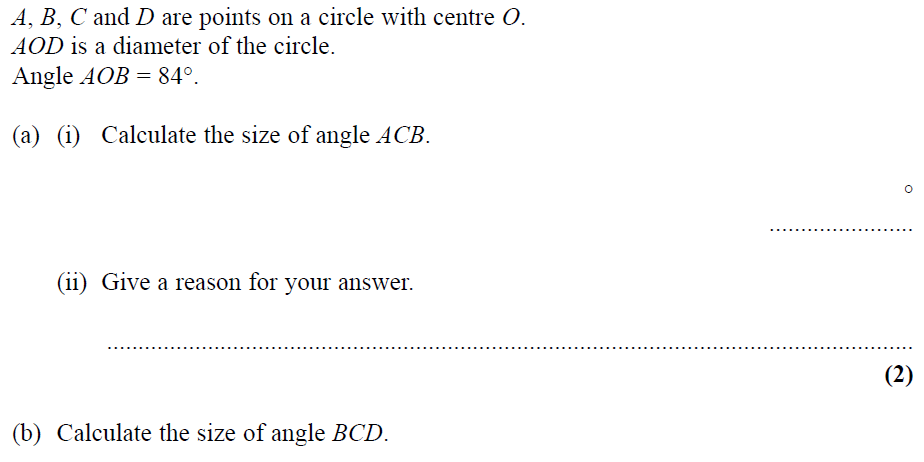 A, B, C and D are points on a circle with centre O.
AOD is a diameter of the circle.
Angle AOB = 84°.
(a) (i) Calculate the size of angle ACB.
°
........................
(ii) Give a reason for your answer.
........................................................................................................................
(2)
(b) Calculate the size of angle BCD.